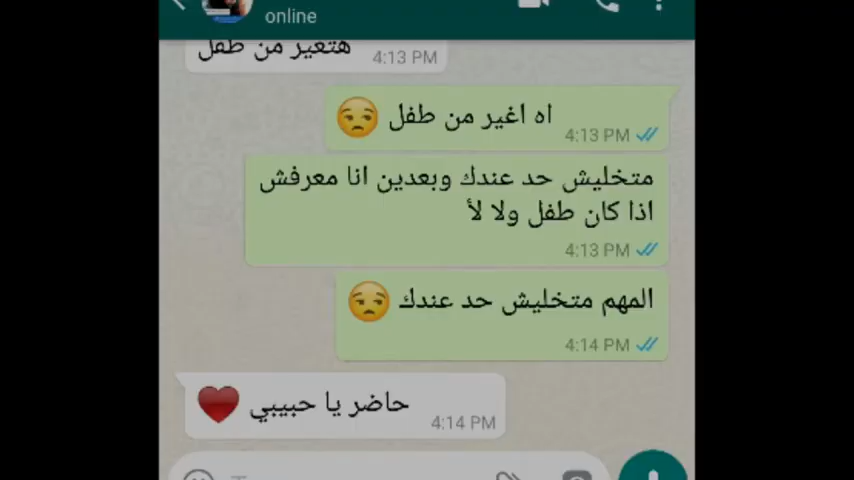 online
هتغير من طفل
4:13 PM
اه اغير من طفل 😒
4:13 PM
متخليش حد عندك وبعدين انا معرفش
اذا كان طفل ولا لأ
4:13 PM
المهم متخليش حد عندك 😒
4:14 PM
حاضر يا حبيبي ❤️
4:14 PM